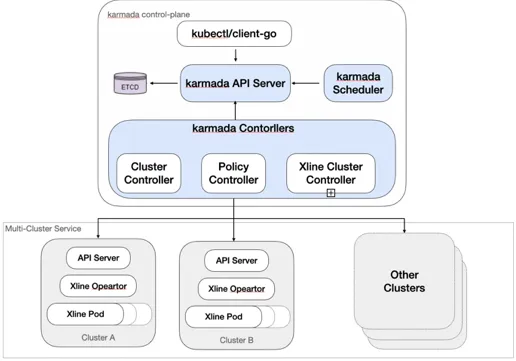 karmada control-plane
kubectl/client-go
ETCD
karmada API Server
karmada
Scheduler
karmada Contorllers
Cluster
Controller
Policy
Controller
Xline Cluster
Controller
Multi-Cluster Service
API Server
Xline Opeartor
Xline Pod
Cluster A
API Server
Xline Opeartor
Xline Pod
Cluster B
Other
Clusters